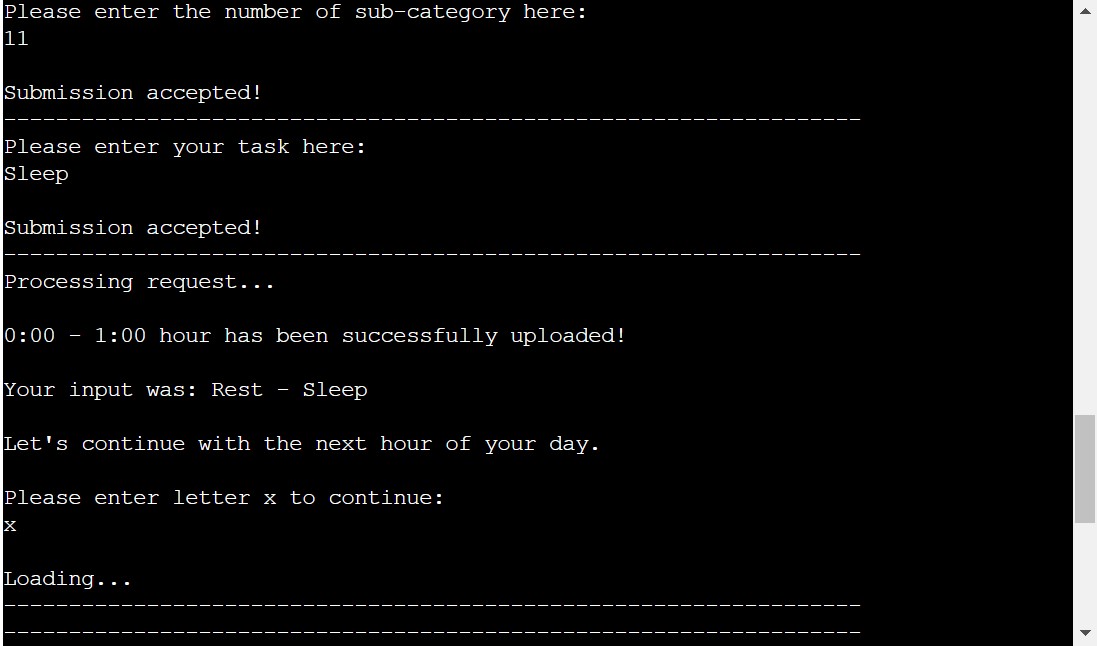 Please enter the number of sub-category here:
11
Submission accepted!
------------------------------------------------------------------
Please enter your task here:
Sleep
Submission accepted!
------------------------------------------------------------------
Processing request...
0:00 - 1:00 hour has been successfully uploaded!
Your input was: Rest - Sleep
Let's continue with the next hour of your day.
Please enter letter x to continue:
x
Loading...
------------------------------------------------------------------
------------------------------------------------------------------